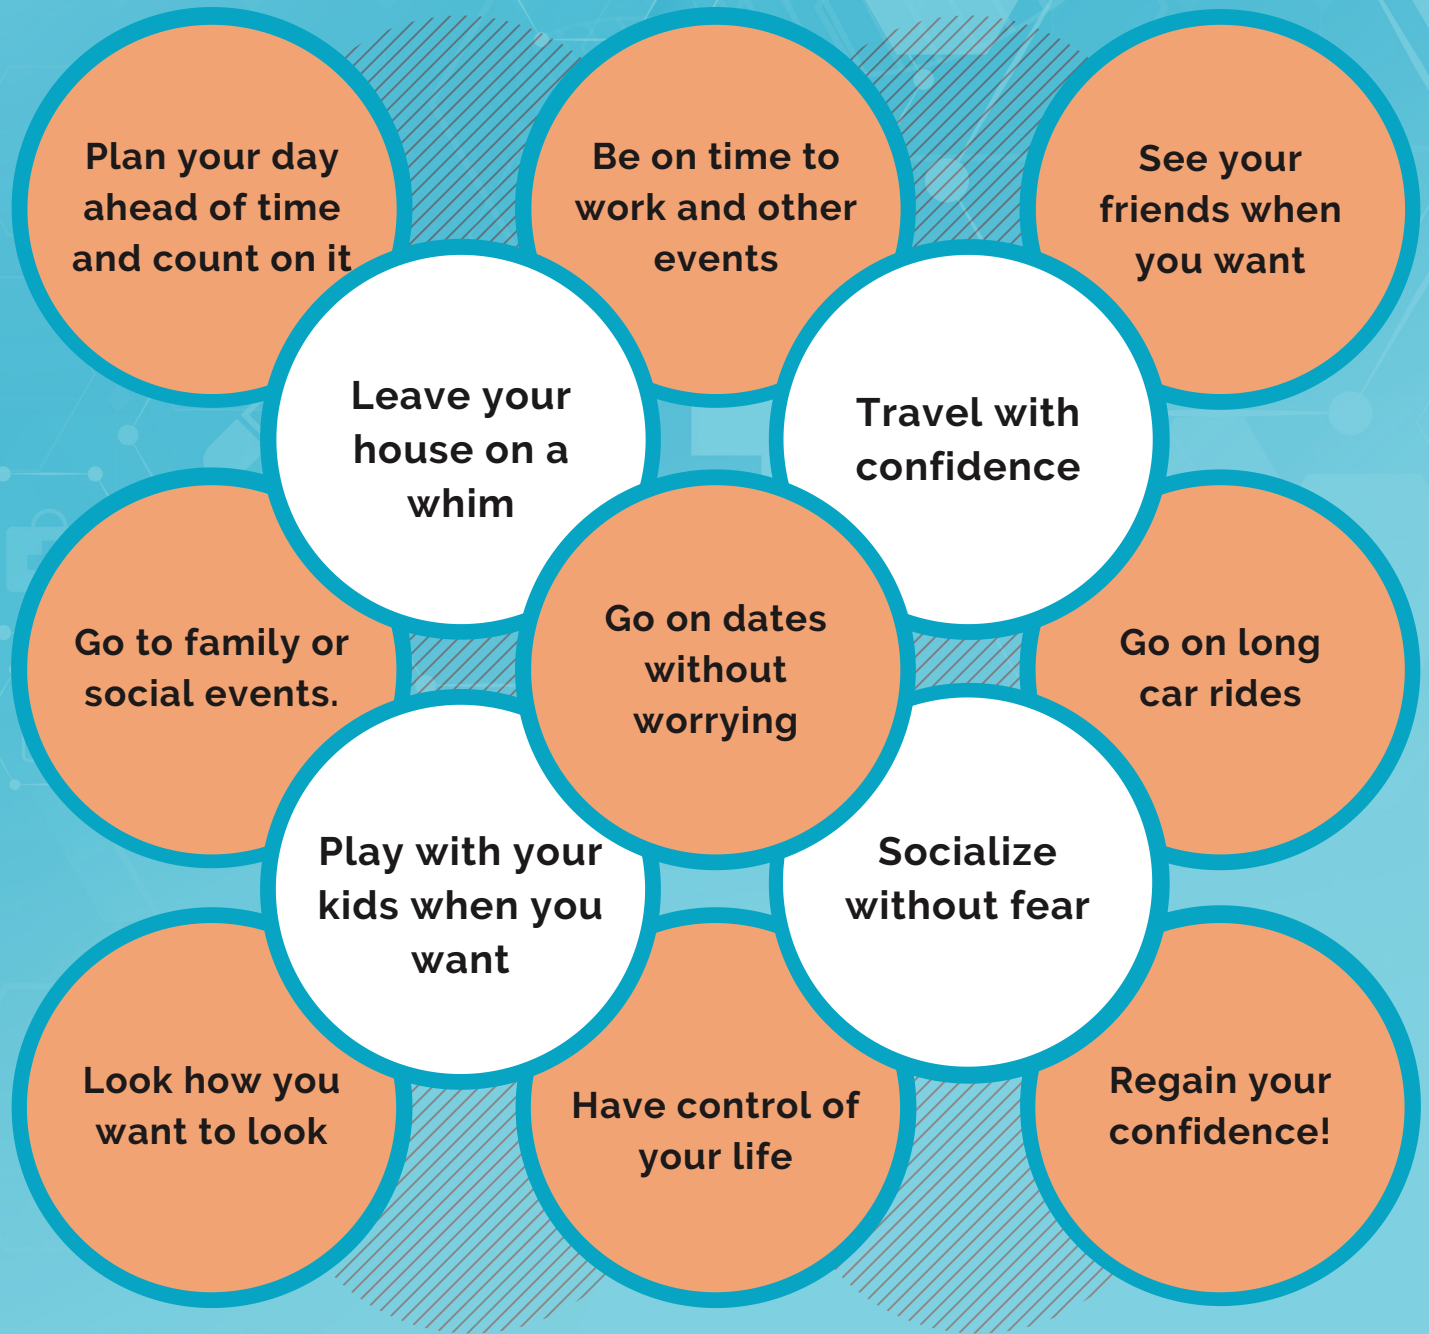 Plan your day
ahead of time
and count on it
Be on time to
work and other
events
See your
friends when
you want
Leave your
house on a
whim
Travel with
confidence
Go to family or
social events.
Go on dates
without
worrying
Go on long
car rides
Play with your
kids when you
want
Socialize
without fear
Look how you
want to look
Have control of
your life
Regain your
confidence!